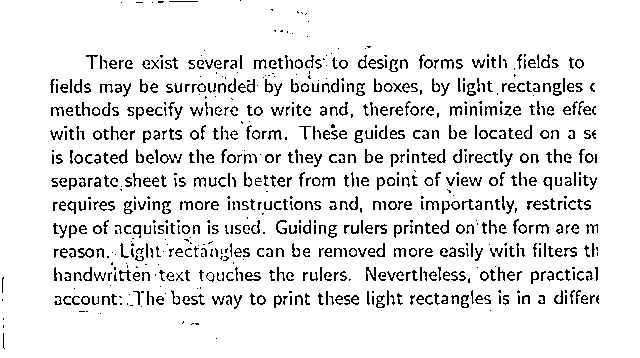 There exist several methods to design forms with fields to
fields may be surrounded by bounding boxes, by light rectangles
methods specify where to write and, therefore, minimize the effec
with other parts of the form. These guides can be located on a se
is located below the form or they can be printed directly on the for
separate sheet is much better from the point of view of the quality
requires giving more instructions and, more importantly, restricts
type of acquisition is used. Guiding rulers printed on the form are m
reason. Light rectangles can be removed more easily with filters th
handwritten text touches the rulers. Nevertheless, other practical
account: The best way to print these light rectangles is in a differe